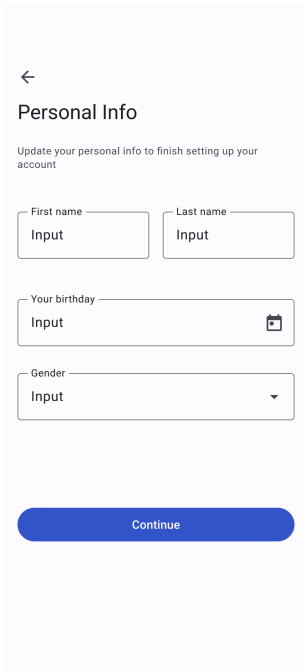 Personal Info
Update your personal info to finish setting up your
account
First name
Last name
Input
Input
Your birthday
Input
Gender
Input
Continue